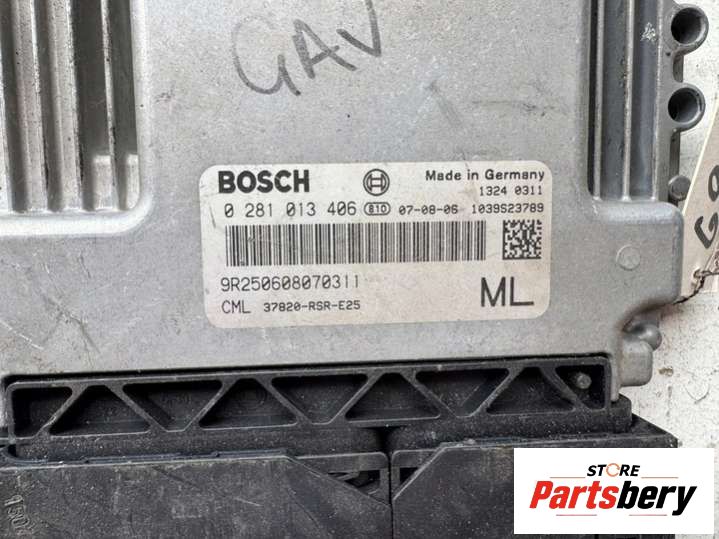 GAV
BOSCH
Made in Germany
1324 0311
0 281 013 406 B10 07-08-06 1039S23789
9R250608070311
CML 37820-RSR-E25
ML
STORE
Partsbery